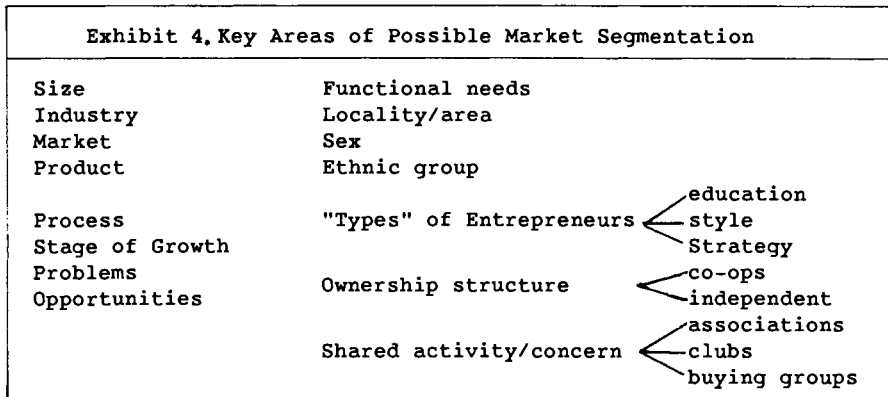 Exhibit 4. Key Areas of Possible Market Segmentation
Size Functional needs
Industry Locality/area
Market Sex
Product Ethnic group
education
Process "Types" of Entrepreneurs style
Stage of Growth Strategy
Problems co-ops
Opportunities Ownership structure independent
associations
Shared activity/concern clubs
buying groups